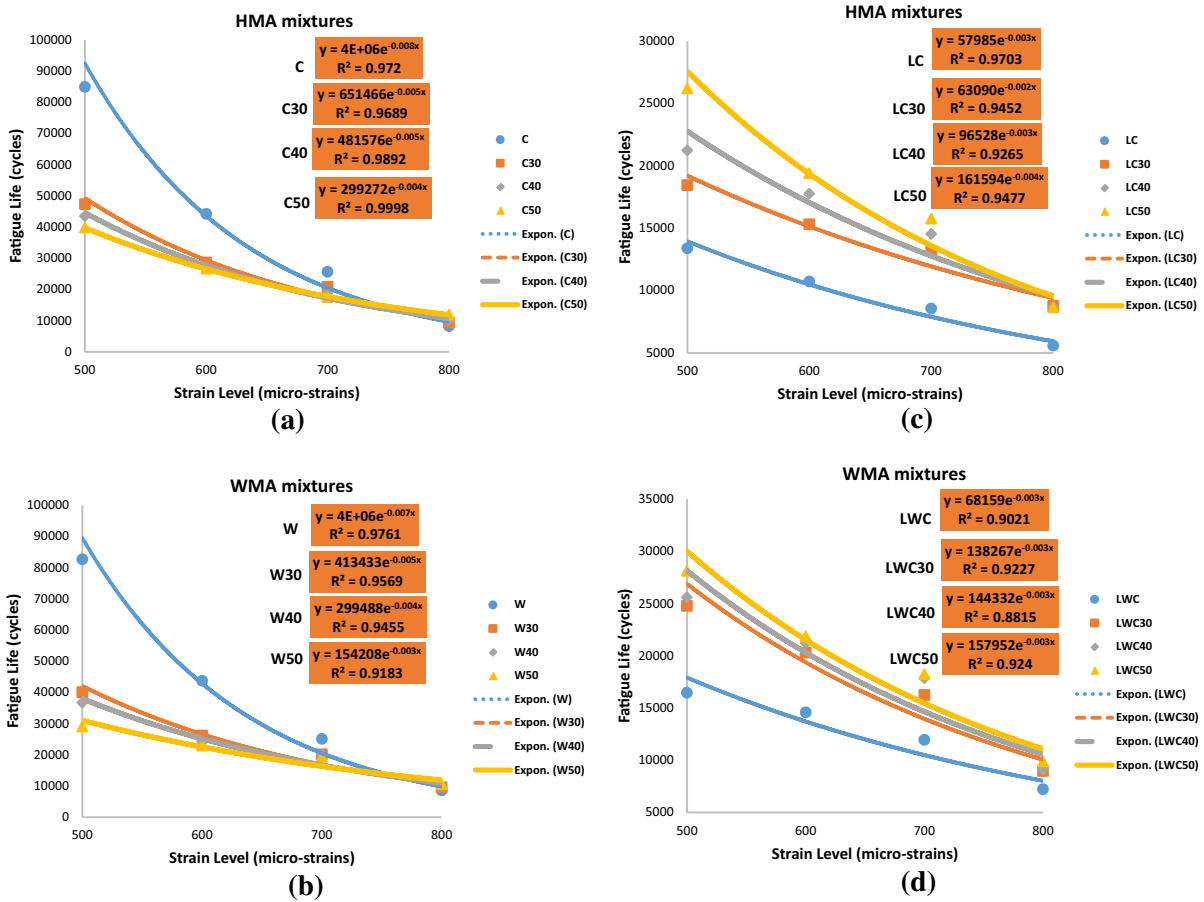 HMA mixtures
100000
90000
80000
70000
60000
50000
40000
30000
20000
10000
0
Fatigue Life (cycles)
500 600 700 800
Strain Level (micro-strains)
C
y = 4E+06e^-0.008x
R² = 0.972
C30
y = 651466e^-0.005x
R² = 0.9689
C40
y = 481576e^-0.005x
R² = 0.9892
C50
y = 299272e^-0.004x
R² = 0.9998
C
C30
C40
C50
Expon. (C)
Expon. (C30)
Expon. (C40)
Expon. (C50)
(a)
HMA mixtures
30000
25000
20000
15000
10000
5000
Fatigue Life (cycles)
500 600 700 800
Strain Level (micro-strains)
LC
y = 57985e^-0.003x
R² = 0.9703
LC30
y = 63090e^-0.002x
R² = 0.9452
LC40
y = 96528e^-0.003x
R² = 0.9265
LC50
y = 161594e^-0.004x
R² = 0.9477
LC
LC30
LC40
LC50
Expon. (LC)
Expon. (LC30)
Expon. (LC40)
Expon. (LC50)
(c)
WMA mixtures
100000
90000
80000
70000
60000
50000
40000
30000
20000
10000
0
Fatigue Life (cycles)
500 600 700 800
Strain Level (micro-strains)
W
y = 4E+06e^-0.007x
R² = 0.9761
W30
y = 413433e^-0.005x
R² = 0.9569
W40
y = 299488e^-0.004x
R² = 0.9455
W50
y = 154208e^-0.003x
R² = 0.9183
W
W30
W40
W50
Expon. (W)
Expon. (W30)
Expon. (W40)
Expon. (W50)
(b)
WMA mixtures
35000
30000
25000
20000
15000
10000
5000
Fatigue Life (cycles)
500 600 700 800
Strain Level (micro-strains)
LWC
y = 68159e^-0.003x
R² = 0.9021
LWC30
y = 138267e^-0.003x
R² = 0.9227
LWC40
y = 144332e^-0.003x
R² = 0.8815
LWC50
y = 157952e^-0.003x
R² = 0.924
LWC
LWC30
LWC40
LWC50
Expon. (LWC)
Expon. (LWC30)
Expon. (LWC40)
Expon. (LWC50)
(d)